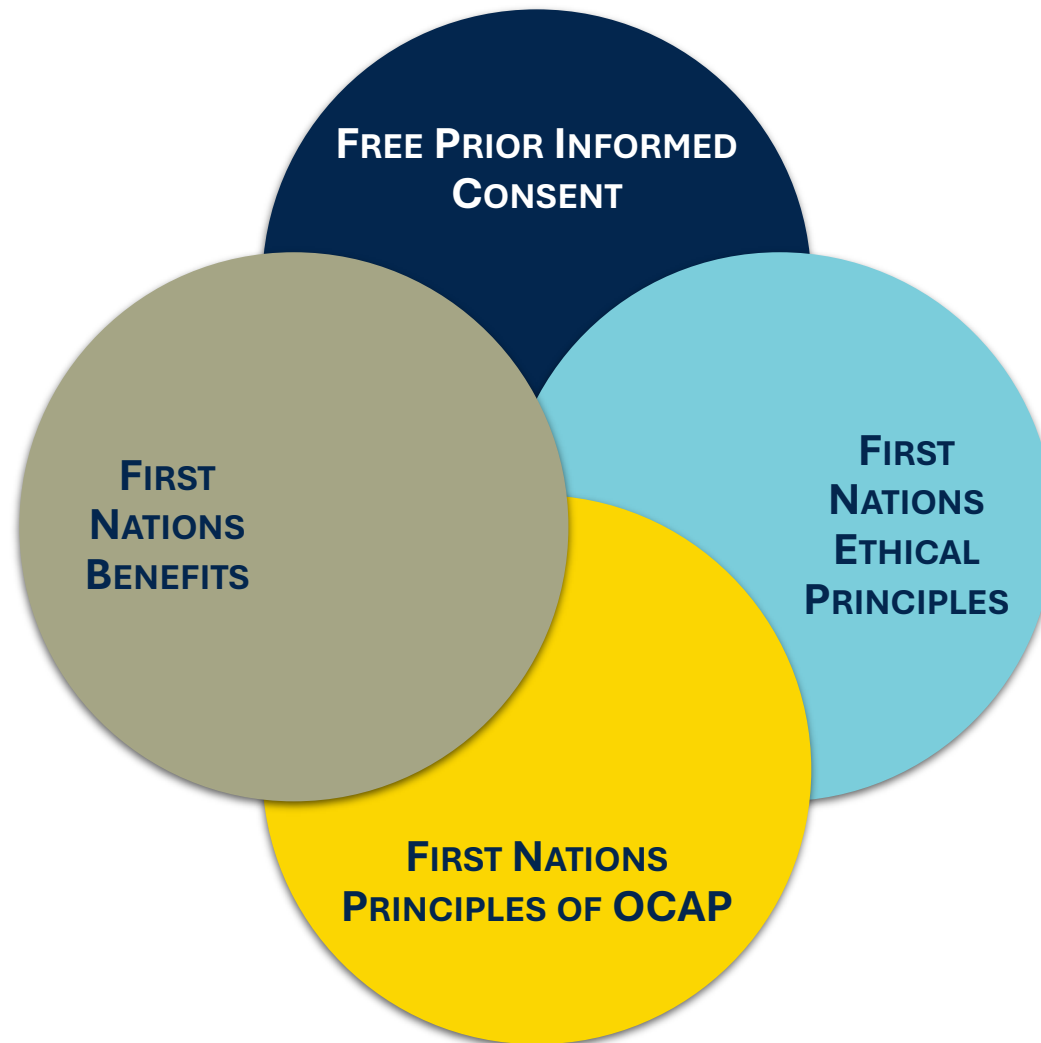 FREE PRIOR INFORMED
CONSENT
FIRST
NATIONS
BENEFITS
FIRST
NATIONS
ETHICAL
PRINCIPLES
FIRST NATIONS
PRINCIPLES OF OCAP